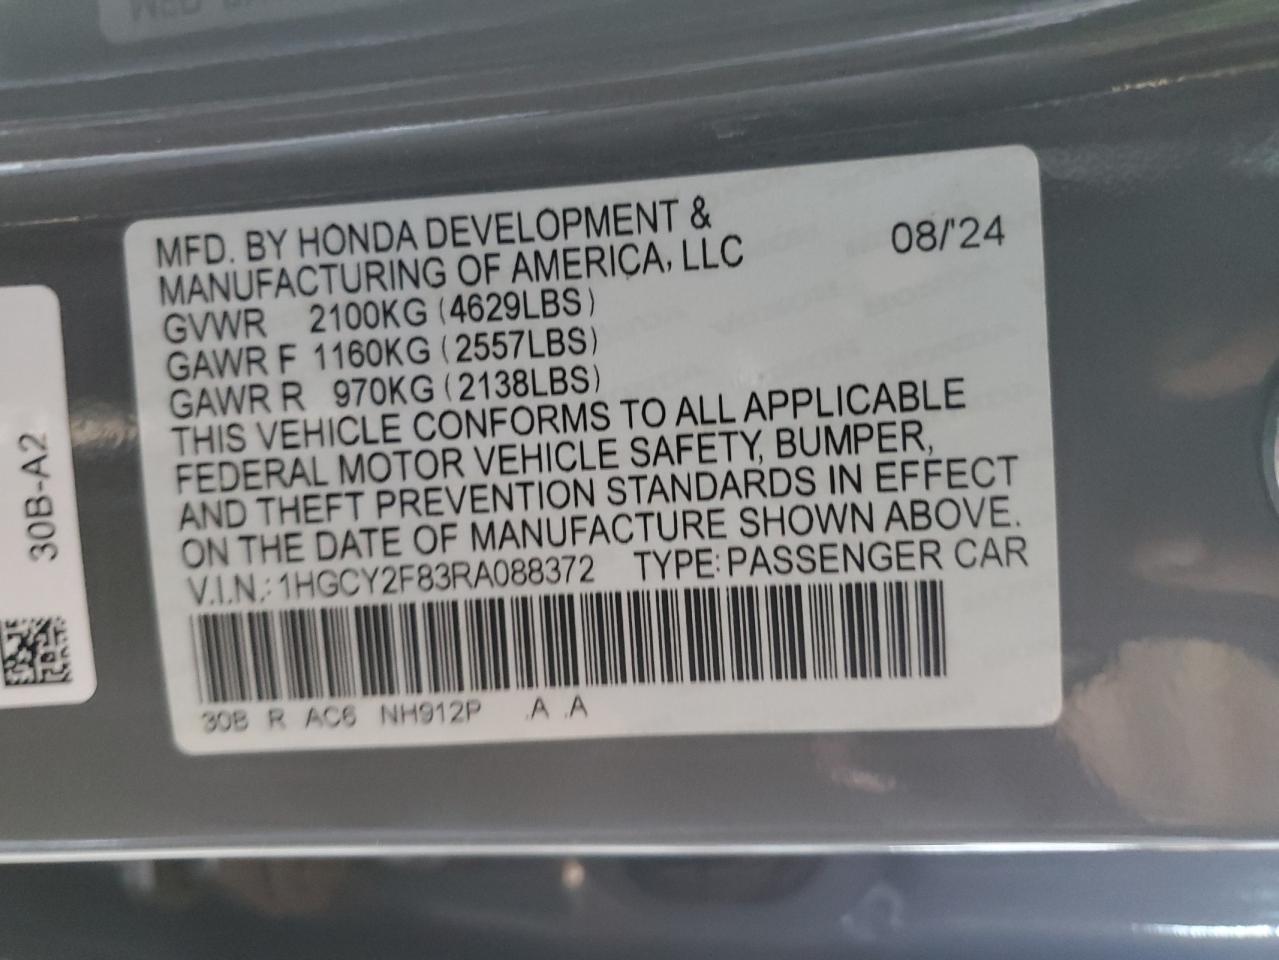 MFD. BY HONDA DEVELOPMENT &
MANUFACTURING OF AMERICA, LLC
08/'24
GVWR 2100KG (4629LBS)
GAWR F 1160KG (2557LBS)
GAWR R 970KG (2138LBS)
THIS VEHICLE CONFORMS TO ALL APPLICABLE
FEDERAL MOTOR VEHICLE SAFETY, BUMPER,
AND THEFT PREVENTION STANDARDS IN EFFECT
ON THE DATE OF MANUFACTURE SHOWN ABOVE.
V.I.N.: 1HGCY2F83RA088372 TYPE: PASSENGER CAR
30B R AC6 NH912P .A .A
30B-A2